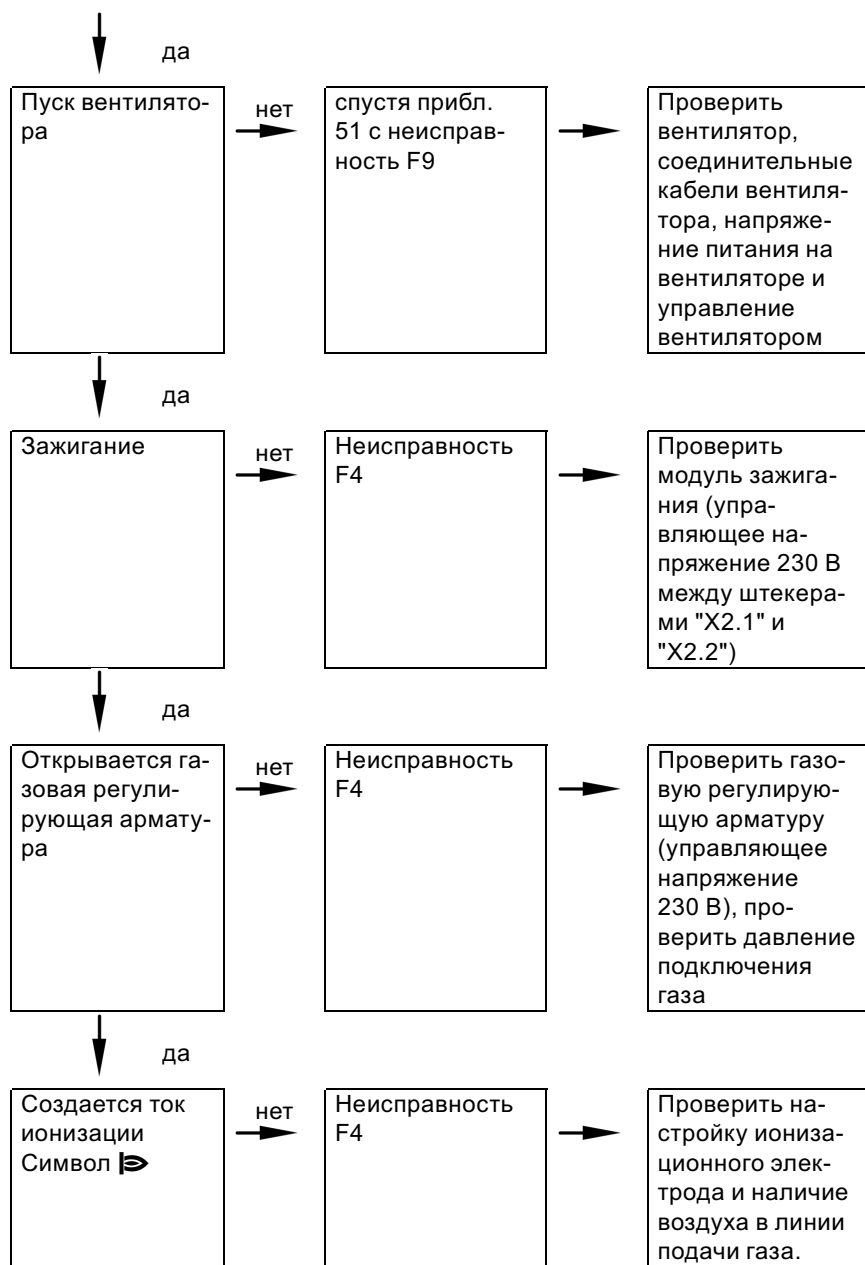 да
Пуск вентилято-
ра
нет
спустя прибл.
51 с неисправ-
ность F9
Проверить
вентилятор,
соединительные
кабели вентиля-
тора, напряже-
ние питания на
вентиляторе и
управление
вентилятором
да
Зажигание
нет
Неисправность
F4
Проверить
модуль зажига-
ния (упра-
вляющее на-
пряжение 230 В
между штекера-
ми "X2.1" и
"X2.2")
да
Открывается га-
зовая регули-
рующая армату-
ра
нет
Неисправность
F4
Проверить газо-
вую регулирую-
щую арматуру
(управляющее
напряжение
230 В), про-
верить давление
подключения
газа
да
Создается ток
ионизации
Символ
нет
Неисправность
F4
Проверить на-
стройку иониза-
ционного элек-
трода и наличие
воздуха в линии
подачи газа.